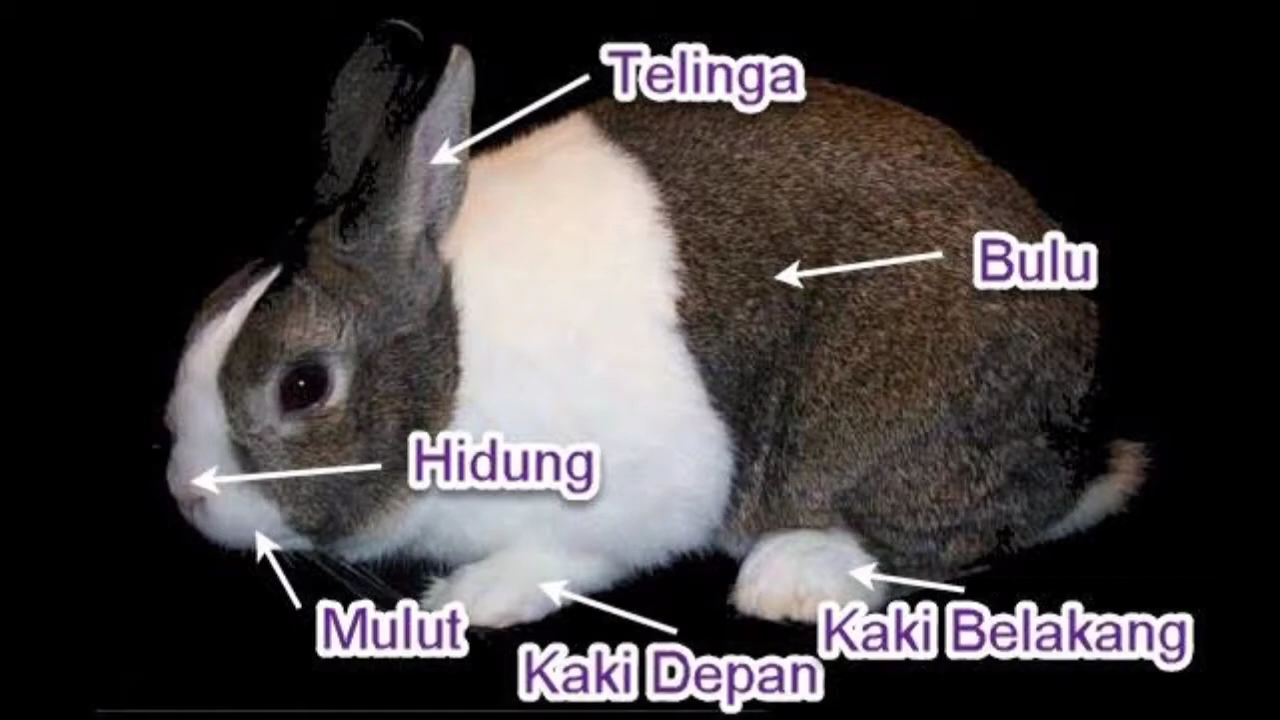 Telinga
Bulu
Hidung
Mulut
Kaki Depan
Kaki Belakang